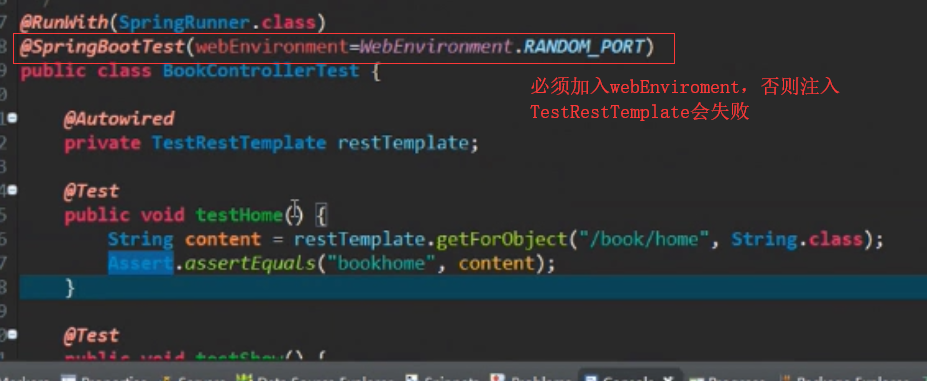 @RunWith(SpringRunner.class)
@SpringBootTest(webEnvironment=WebEnvironment.RANDOM_PORT)
public class BookControllerTest {
必须加入webEnviroment，否则注入
TestRestTemplate会失败
@Autowired
private TestRestTemplate restTemplate;
@Test
public void testHome() {
String content = restTemplate.getForObject("/book/home", String.class);
Assert.assertEquals("bookhome", content);
}
@Test
public void testShow() {